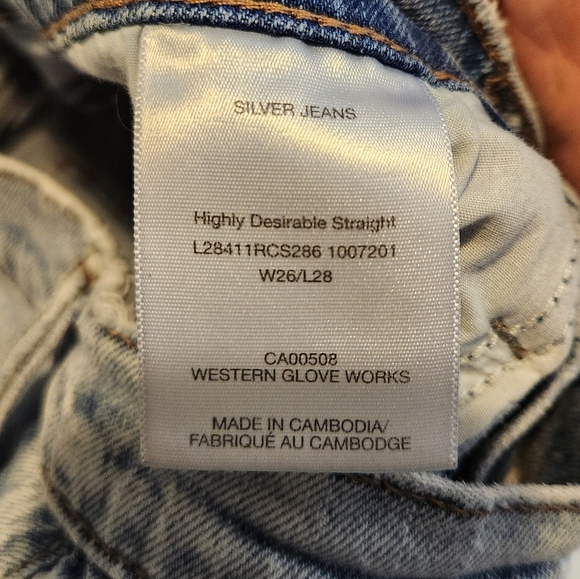 SILVER JEANS
Highly Desirable Straight
L28411RCS286 1007201
W26/L28
CA00508
WESTERN GLOVE WORKS
MADE IN CAMBODIA/
FABRIQUÉ AU CAMBODGE